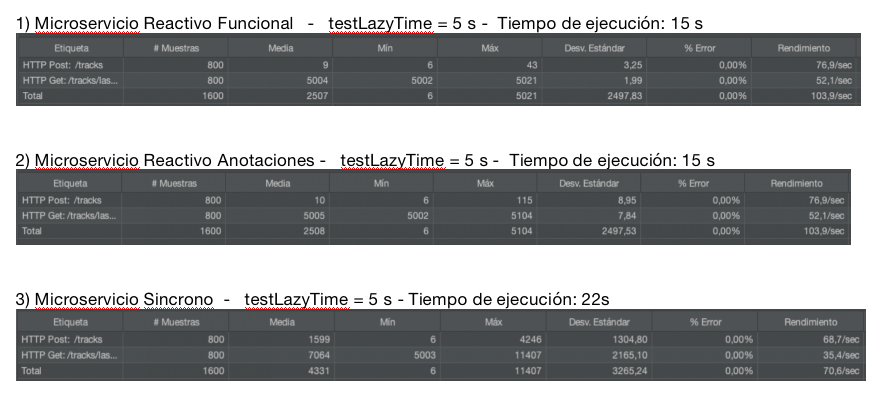 1) Microservicio Reactivo Funcional - testLazyTime = 5 s - Tiempo de ejecución: 15 s
Etiqueta # Muestras Media Mín Máx Desv. Estándar % Error Rendimiento
HTTP Post: /tracks 800 9 6 43 3,25 0,00% 76,9/sec
HTTP Get: /tracks/las... 800 5004 5002 5021 1,99 0,00% 52,1/sec
Total 1600 2507 6 5021 2497,83 0,00% 103,9/sec
2) Microservicio Reactivo Anotaciones - testLazyTime = 5 s - Tiempo de ejecución: 15 s
Etiqueta # Muestras Media Mín Máx Desv. Estándar % Error Rendimiento
HTTP Post: /tracks 800 10 6 115 8,95 0,00% 76,9/sec
HTTP Get: /tracks/las... 800 5005 5002 5104 7,84 0,00% 52,1/sec
Total 1600 2508 6 5104 2497,53 0,00% 103,9/sec
3) Microservicio Sincrono - testLazyTime = 5 s - Tiempo de ejecución: 22s
Etiqueta # Muestras Media Mín Máx Desv. Estándar % Error Rendimiento
HTTP Post: /tracks 800 1599 6 4246 1304,80 0,00% 68,7/sec
HTTP Get: /tracks/las... 800 7064 5003 11407 2165,10 0,00% 35,4/sec
Total 1600 4331 6 11407 3265,24 0,00% 70,6/sec